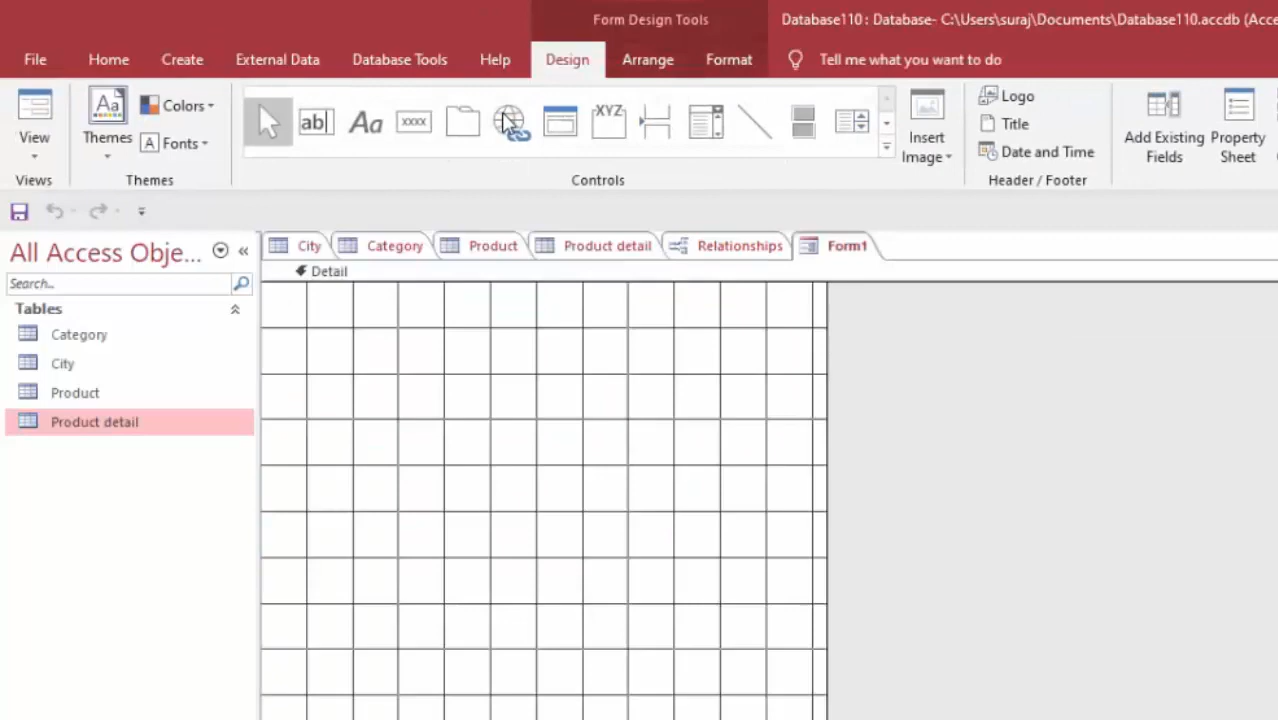 Form Design Tools
Database110 : Database- C:\Users\suraj\Documents\Database110.accdb (Acce
File Home Create External Data Database Tools Help Design Arrange Format Tell me what you want to do
View
Themes
Colors
Fonts
ab
Aa
xxxx
XYZ
Insert
Image
Logo
Title
Date and Time
Add Existing
Fields
Property
Sheet
Views Themes Controls Header / Footer
All Access Obje...
Search...
Tables
Category
City
Product
Product detail
City Category Product Product detail Relationships Form1
Detail